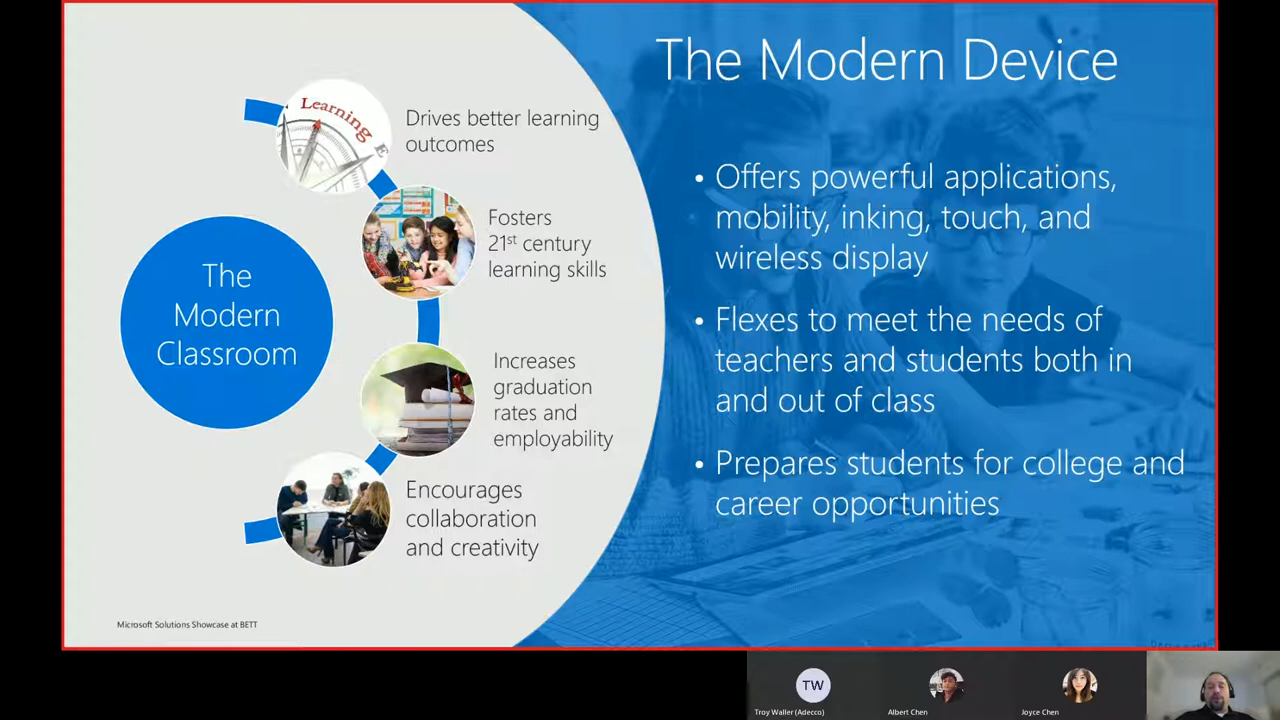 The Modern Device
Learning
E
Drives better learning
outcomes
Fosters
21st century
learning skills
The
Modern
Classroom
Increases
graduation
rates and
employability
Encourages
collaboration
and creativity
Microsoft Solutions Showcase at BETT
• Offers powerful applications,
mobility, inking, touch, and
wireless display
• Flexes to meet the needs of
teachers and students both in
and out of class
• Prepares students for college and
career opportunities
TW
Troy Waller (Adecco)
Albert Chen
Joyce Chen